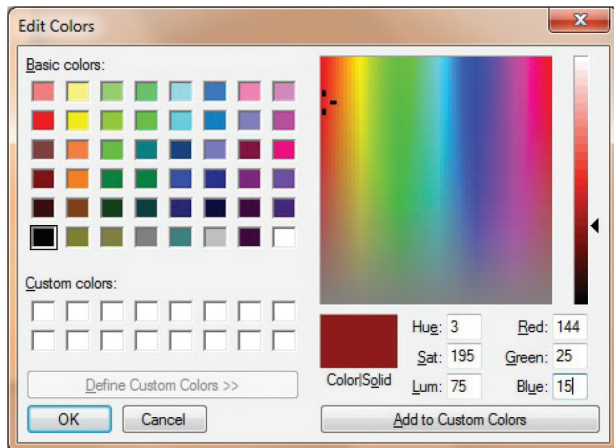 Edit Colors
Basic colors:
Custom colors:
Define Custom Colors >>
OK
Cancel
Color|Solid
Hue: 3
Sat: 195
Lum: 75
Red: 144
Green: 25
Blue: 15
Add to Custom Colors